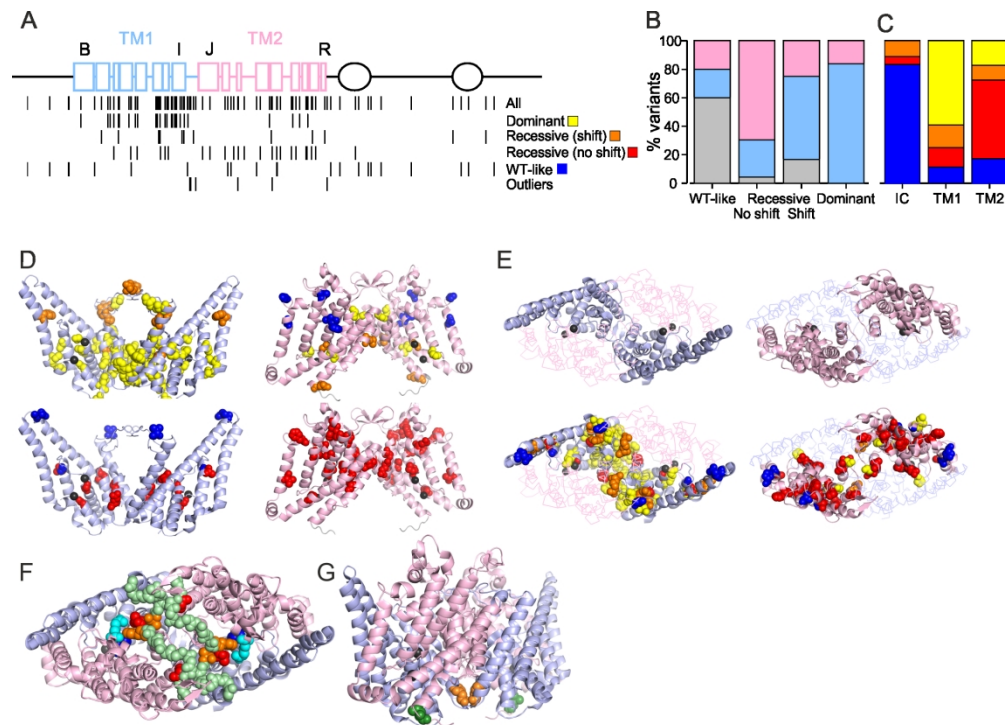 A
TM1
TM2
B
I
J
R
All
Dominant
Recessive (shift)
Recessive (no shift)
WT-like
Outliers
B
% variants
100
80
60
40
20
0
WT-like
Recessive
No shift
Shift
Dominant
C
IC
TM1
TM2
D
E
F
G